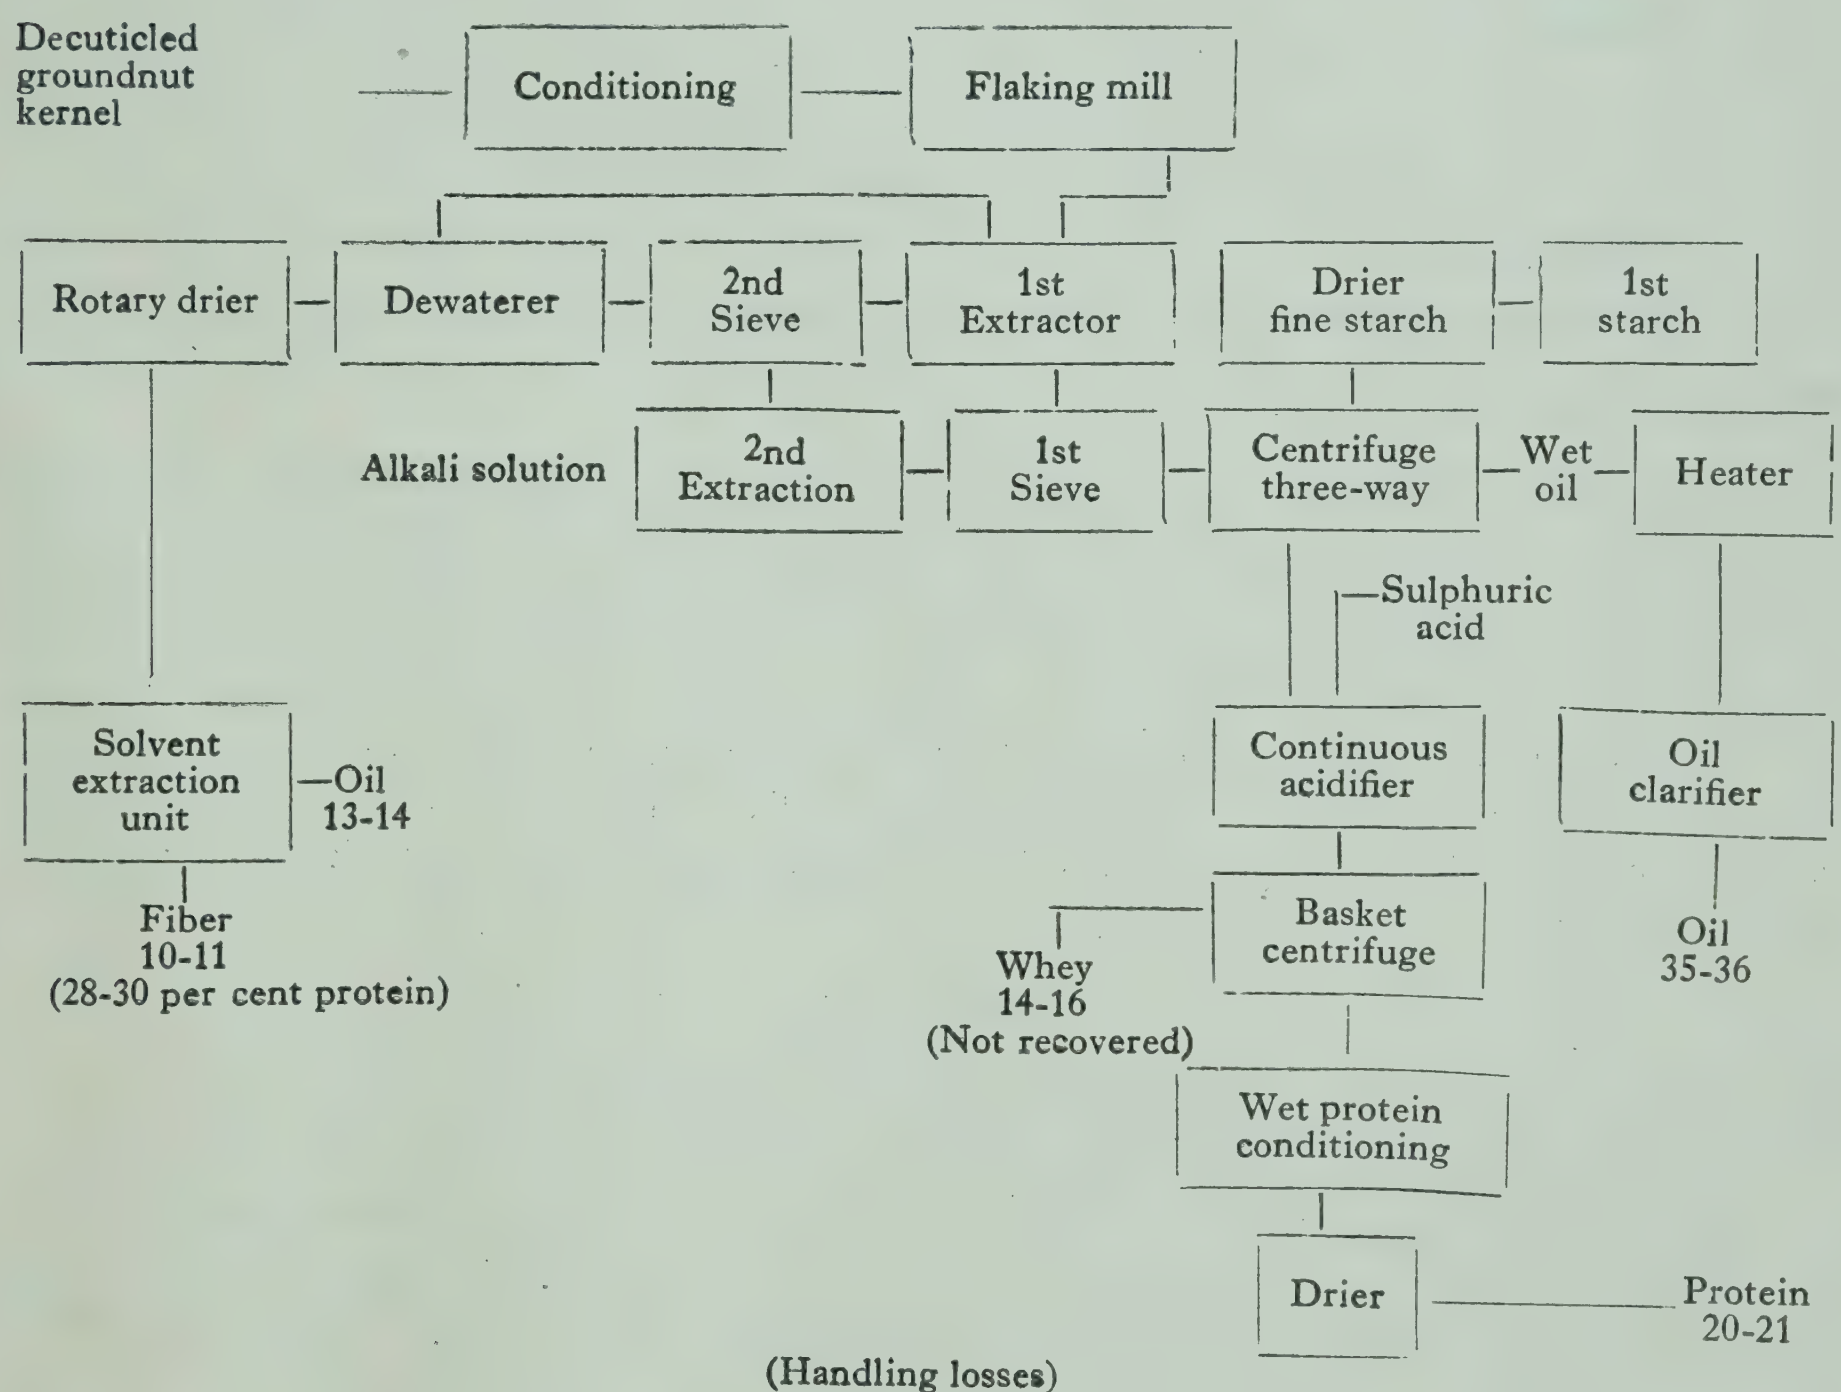 Decuticled
groundnut
kernel
Conditioning
Flaking mill
Rotary drier
Dewaterer
2nd
Sieve
1st
Extractor
Drier
fine starch
1st
starch
Alkali solution
2nd
Extraction
1st
Sieve
Centrifuge
three-way
Wet
oil
Heater
Sulphuric
acid
Solvent
extraction
unit
Oil
13-14
Continuous
acidifier
Oil
clarifier
Fiber
10-11
(28-30 per cent protein)
Whey
14-16
(Not recovered)
Basket
centrifuge
Oil
35-36
Wet protein
conditioning
Drier
Protein
20-21
(Handling losses)